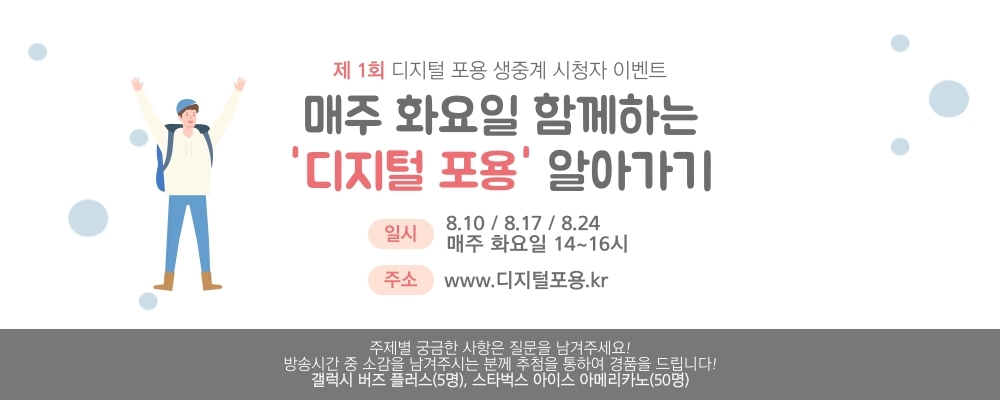 제 1회 디지털 포용 생중계 시청자 이벤트
매주 화요일 함께하는
'디지털 포용' 알아가기
일시
8.10 / 8.17 / 8.24
매주 화요일 14~16시
주소
www.디지털포용.kr
주제별 궁금한 사항은 질문을 남겨주세요!
방송시간 중 소감을 남겨주시는 분께 추첨을 통하여 경품을 드립니다!
갤럭시 버즈 플러스(5명), 스타벅스 아이스 아메리카노(50명)